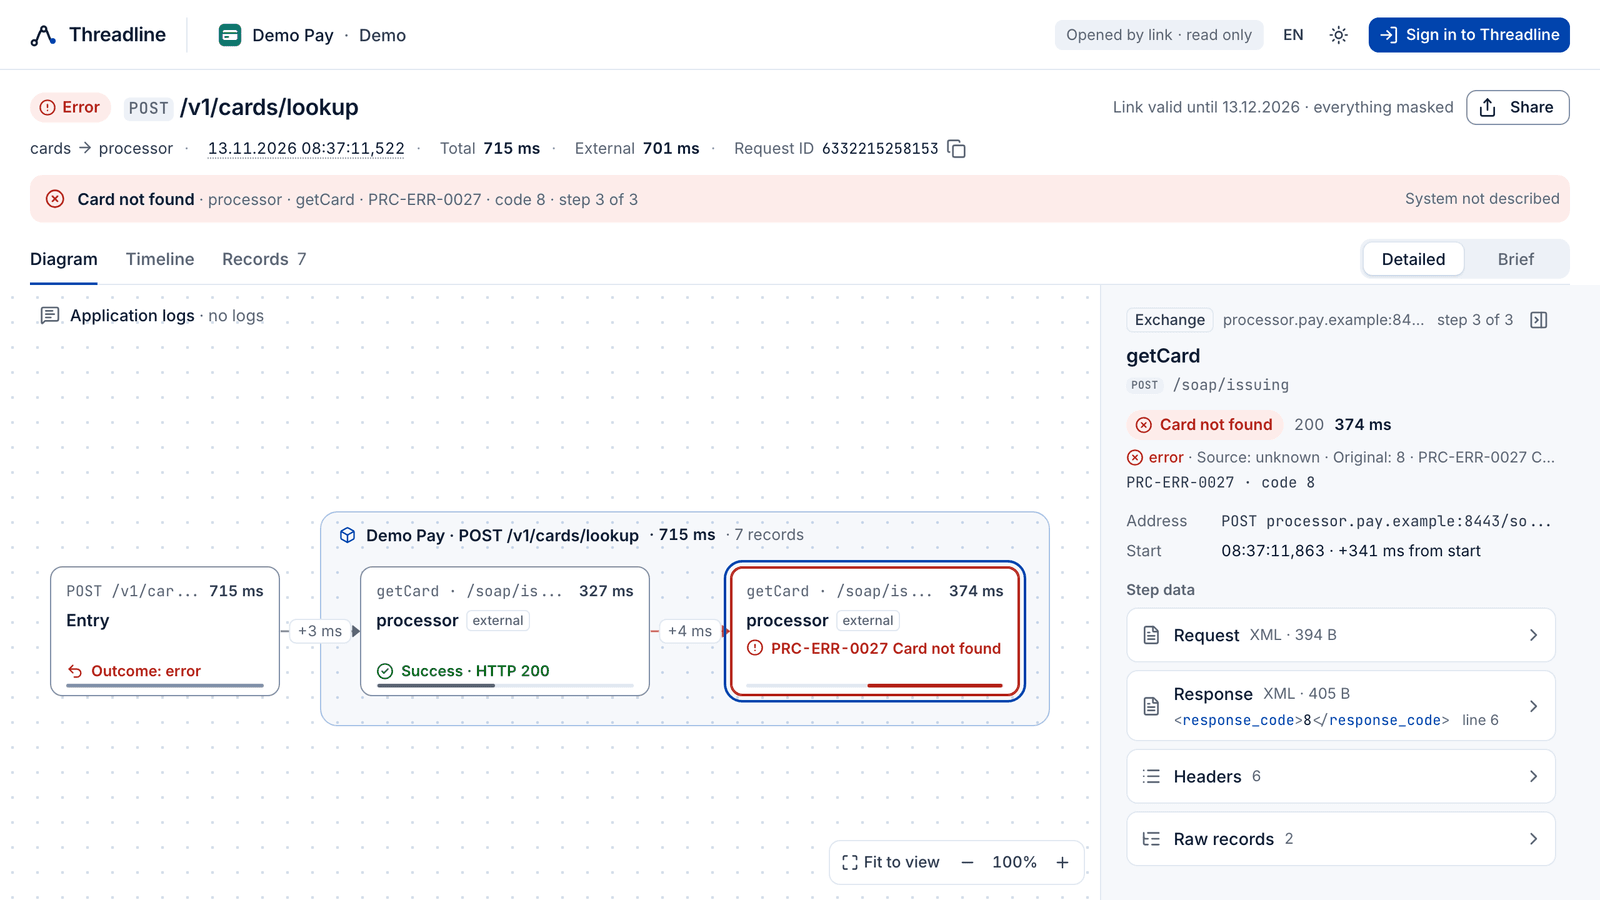 Threadline
Demo Pay · Demo
Opened by link · read only
EN
Sign in to Threadline
Error
POST /v1/cards/lookup
Link valid until 13.12.2026 · everything masked
Share
cards → processor · 13.11.2026 08:37:11,522 · Total 715 ms · External 701 ms · Request ID 6332215258153
Card not found · processor · getCard · PRC-ERR-0027 · code 8 · step 3 of 3
System not described
Diagram
Timeline
Records 7
Detailed
Brief
Application logs · no logs
Demo Pay · POST /v1/cards/lookup · 715 ms · 7 records
POST /v1/car... 715 ms
Entry
Outcome: error
+3 ms
getCard · /soap/is... 327 ms
processor external
Success · HTTP 200
+4 ms
getCard · /soap/is... 374 ms
processor external
PRC-ERR-0027 Card not found
Fit to view
− 100% +
Exchange processor.pay.example:84... step 3 of 3
getCard
POST /soap/issuing
Card not found 200 374 ms
error · Source: unknown · Original: 8 · PRC-ERR-0027 C...
PRC-ERR-0027 · code 8
Address POST processor.pay.example:8443/so...
Start 08:37:11,863 · +341 ms from start
Step data
Request XML · 394 B
Response XML · 405 B
<response_code>8</response_code> line 6
Headers 6
Raw records 2